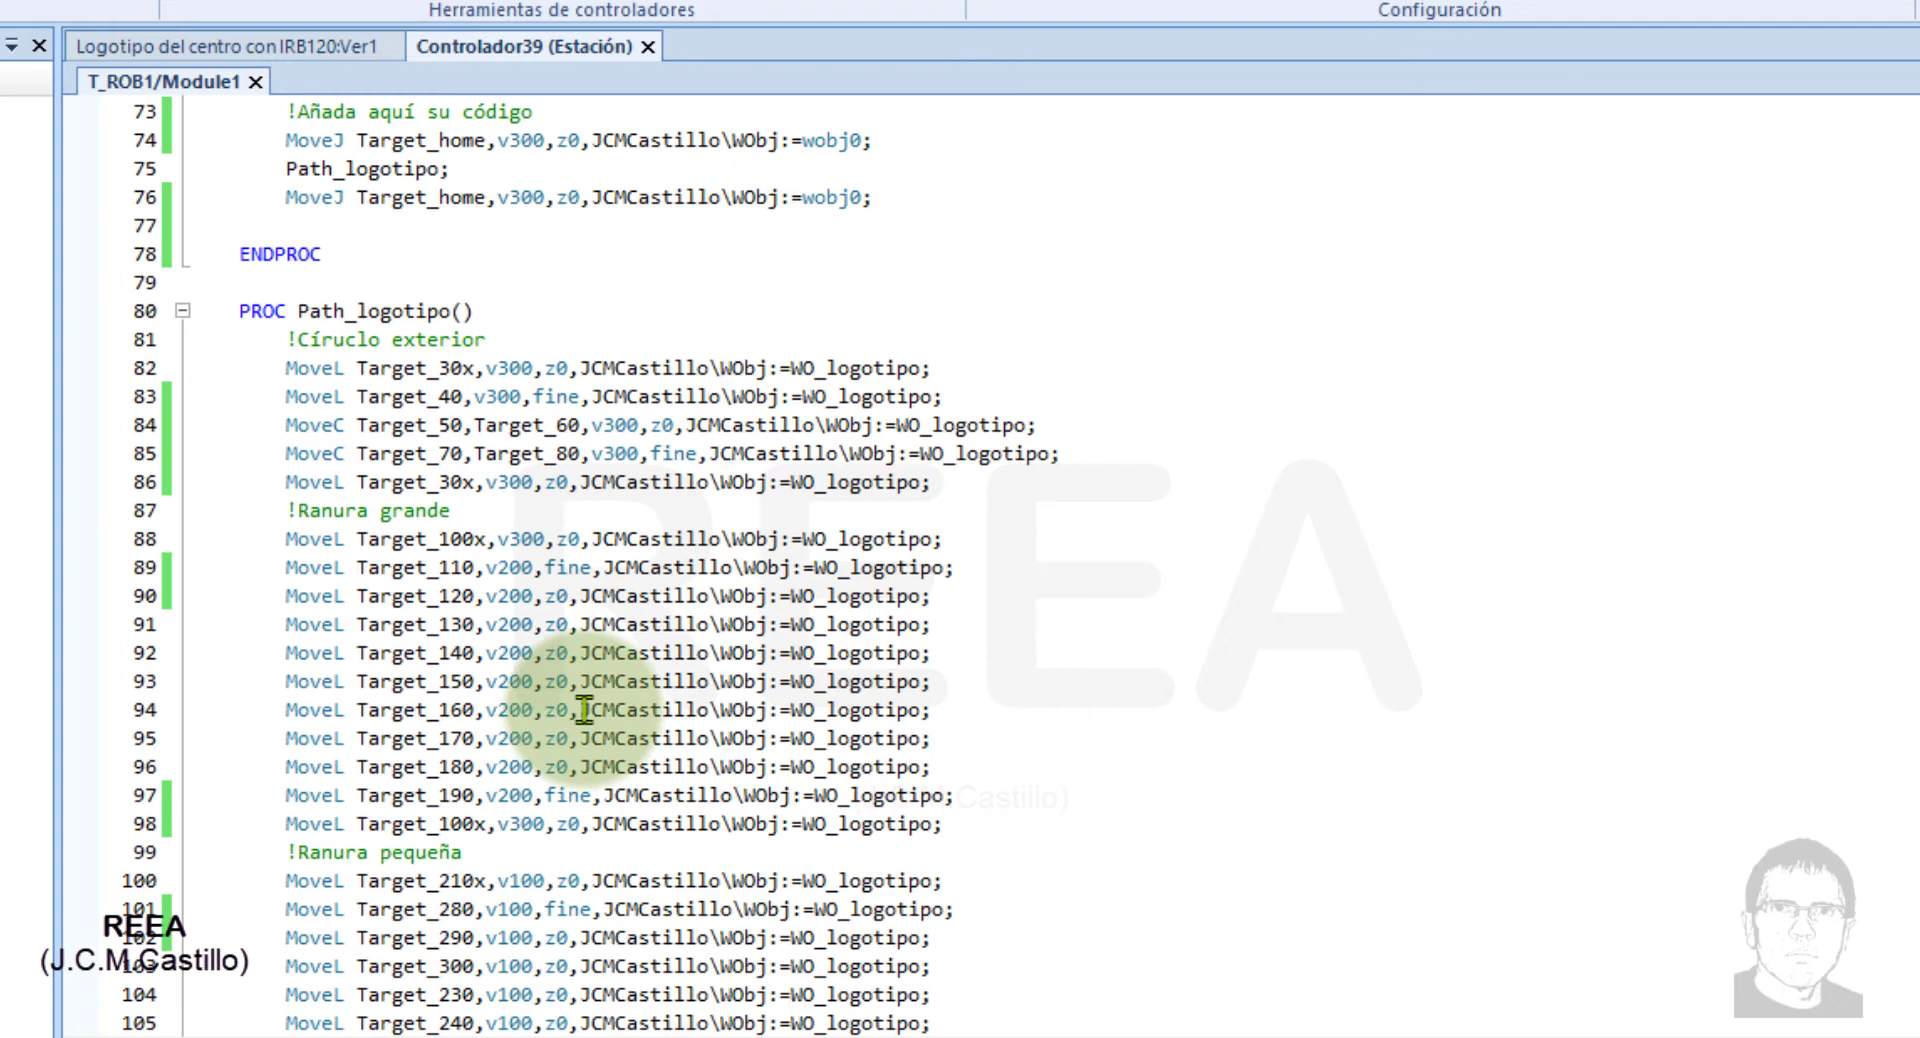 Herramientas de controladores Configuración
Logotipo del centro con IRB120:Ver1 Controlador39 (Estación)
T_ROB1/Module1
73 !Añada aquí su código
74 MoveJ Target_home,v300,z0,JCMCastillo\WObj:=wobj0;
75 Path_logotipo;
76 MoveJ Target_home,v300,z0,JCMCastillo\WObj:=wobj0;
77
78 ENDPROC
79
80 PROC Path_logotipo()
81 !Círuclo exterior
82 MoveL Target_30x,v300,z0,JCMCastillo\WObj:=WO_logotipo;
83 MoveL Target_40,v300,fine,JCMCastillo\WObj:=WO_logotipo;
84 MoveC Target_50,Target_60,v300,z0,JCMCastillo\WObj:=WO_logotipo;
85 MoveC Target_70,Target_80,v300,fine,JCMCastillo\WObj:=WO_logotipo;
86 MoveL Target_30x,v300,z0,JCMCastillo\WObj:=WO_logotipo;
87 !Ranura grande
88 MoveL Target_100x,v300,z0,JCMCastillo\WObj:=WO_logotipo;
89 MoveL Target_110,v200,fine,JCMCastillo\WObj:=WO_logotipo;
90 MoveL Target_120,v200,z0,JCMCastillo\WObj:=WO_logotipo;
91 MoveL Target_130,v200,z0,JCMCastillo\WObj:=WO_logotipo;
92 MoveL Target_140,v200,z0,JCMCastillo\WObj:=WO_logotipo;
93 MoveL Target_150,v200,z0,JCMCastillo\WObj:=WO_logotipo;
94 MoveL Target_160,v200,z0,JCMCastillo\WObj:=WO_logotipo;
95 MoveL Target_170,v200,z0,JCMCastillo\WObj:=WO_logotipo;
96 MoveL Target_180,v200,z0,JCMCastillo\WObj:=WO_logotipo;
97 MoveL Target_190,v200,fine,JCMCastillo\WObj:=WO_logotipo;
98 MoveL Target_100x,v300,z0,JCMCastillo\WObj:=WO_logotipo;
99 !Ranura pequeña
100 MoveL Target_210x,v100,z0,JCMCastillo\WObj:=WO_logotipo;
101 MoveL Target_280,v100,fine,JCMCastillo\WObj:=WO_logotipo;
102 MoveL Target_290,v100,z0,JCMCastillo\WObj:=WO_logotipo;
103 MoveL Target_300,v100,z0,JCMCastillo\WObj:=WO_logotipo;
104 MoveL Target_230,v100,z0,JCMCastillo\WObj:=WO_logotipo;
105 MoveL Target_240,v100,z0,JCMCastillo\WObj:=WO_logotipo;
REEA
Castillo)
REEA
(J.C.M.Castillo)